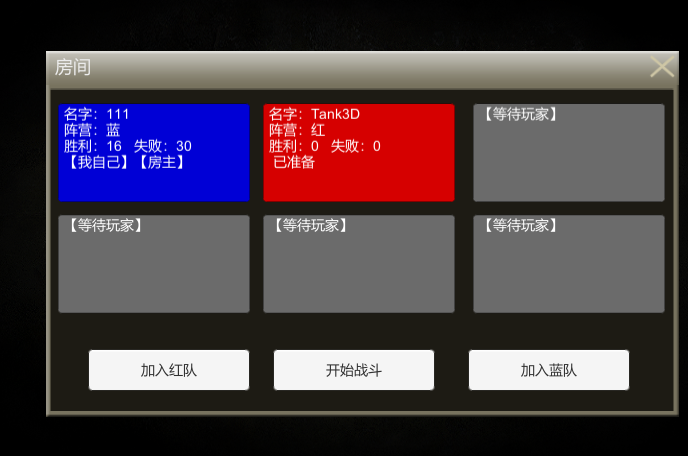 房间
名字：111
阵营：蓝
胜利：16 失败：30
【我自己】【房主】
名字：Tank3D
阵营：红
胜利：0 失败：0
已准备
【等待玩家】
【等待玩家】
【等待玩家】
【等待玩家】
加入红队
开始战斗
加入蓝队